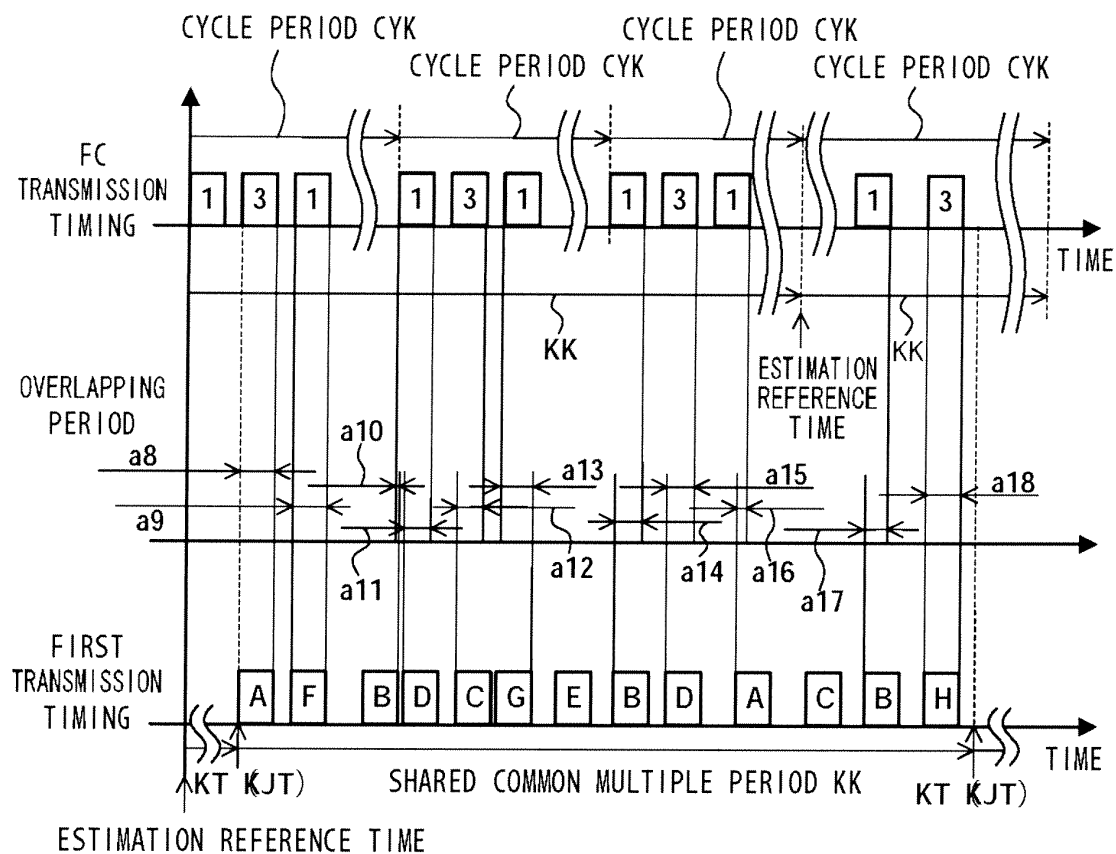 CYCLE PERIOD CYK
CYCLE PERIOD CYK
CYCLE PERIOD CYK
CYCLE PERIOD CYK
FC
TRANSMISSION
TIMING
1 3 1 1 3 1 1 3 1 1 3
TIME
KK
KK
ESTIMATION
REFERENCE
TIME
OVERLAPPING
PERIOD
a8
a10
a13
a15
a18
a9
a11
a12
a14
a16
a17
FIRST
TRANSMISSION
TIMING
A F B D C G E B D A C B H
TIME
KT (KJT)
SHARED COMMON MULTIPLE PERIOD KK
KT (KJT)
ESTIMATION REFERENCE TIME